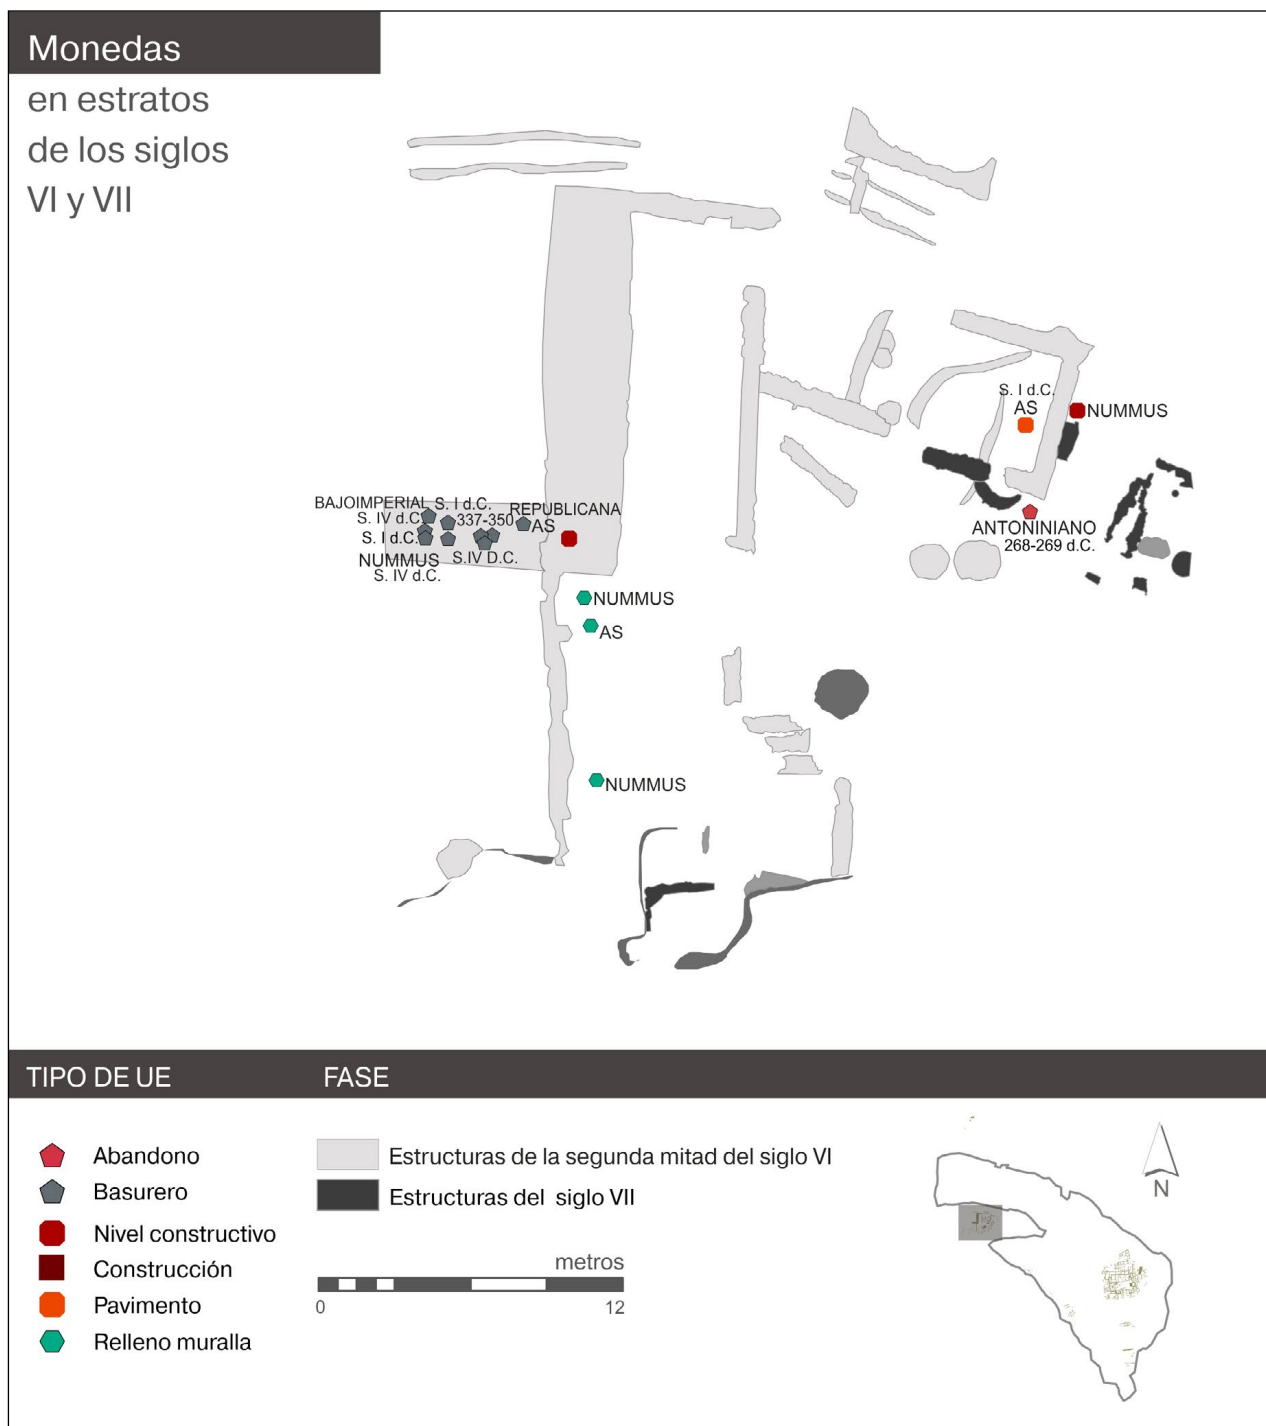 Monedas
en estratos
de los siglos
VI y VII
S. I d.C.
AS
NUMMUS
ANTONINIANO
268-269 d.C.
BAJOIMPERIAL
S. I d.C.
REPUBLICANA
S. IV d.C.
337-350
AS
S. I d.C.
S.IV D.C.
NUMMUS
S. IV d.C.
NUMMUS
AS
NUMMUS
TIPO DE UE
FASE
Abandono
Basurero
Nivel constructivo
Construcción
Pavimento
Relleno muralla
Estructuras de la segunda mitad del siglo VI
Estructuras del siglo VII
metros
0 12
N